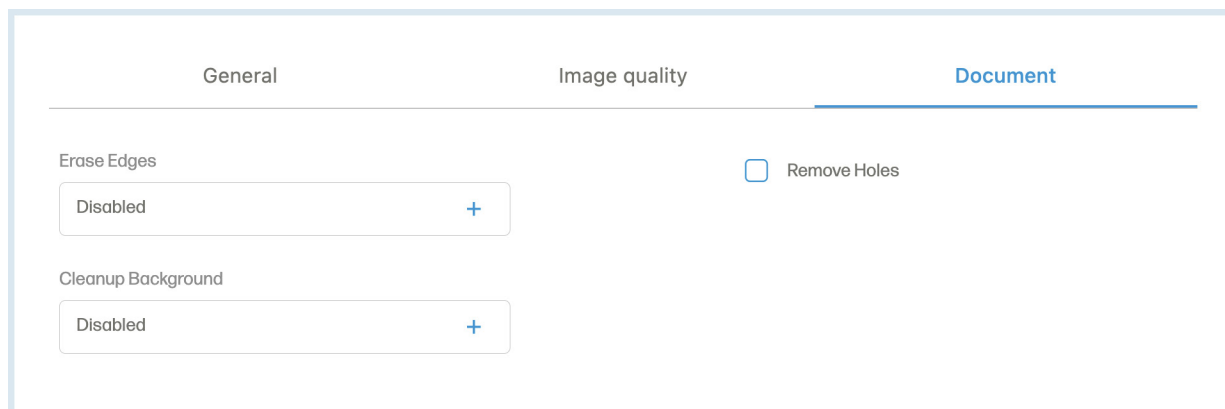 General
Image quality
Document
Erase Edges
Disabled
+
Remove Holes
Cleanup Background
Disabled
+